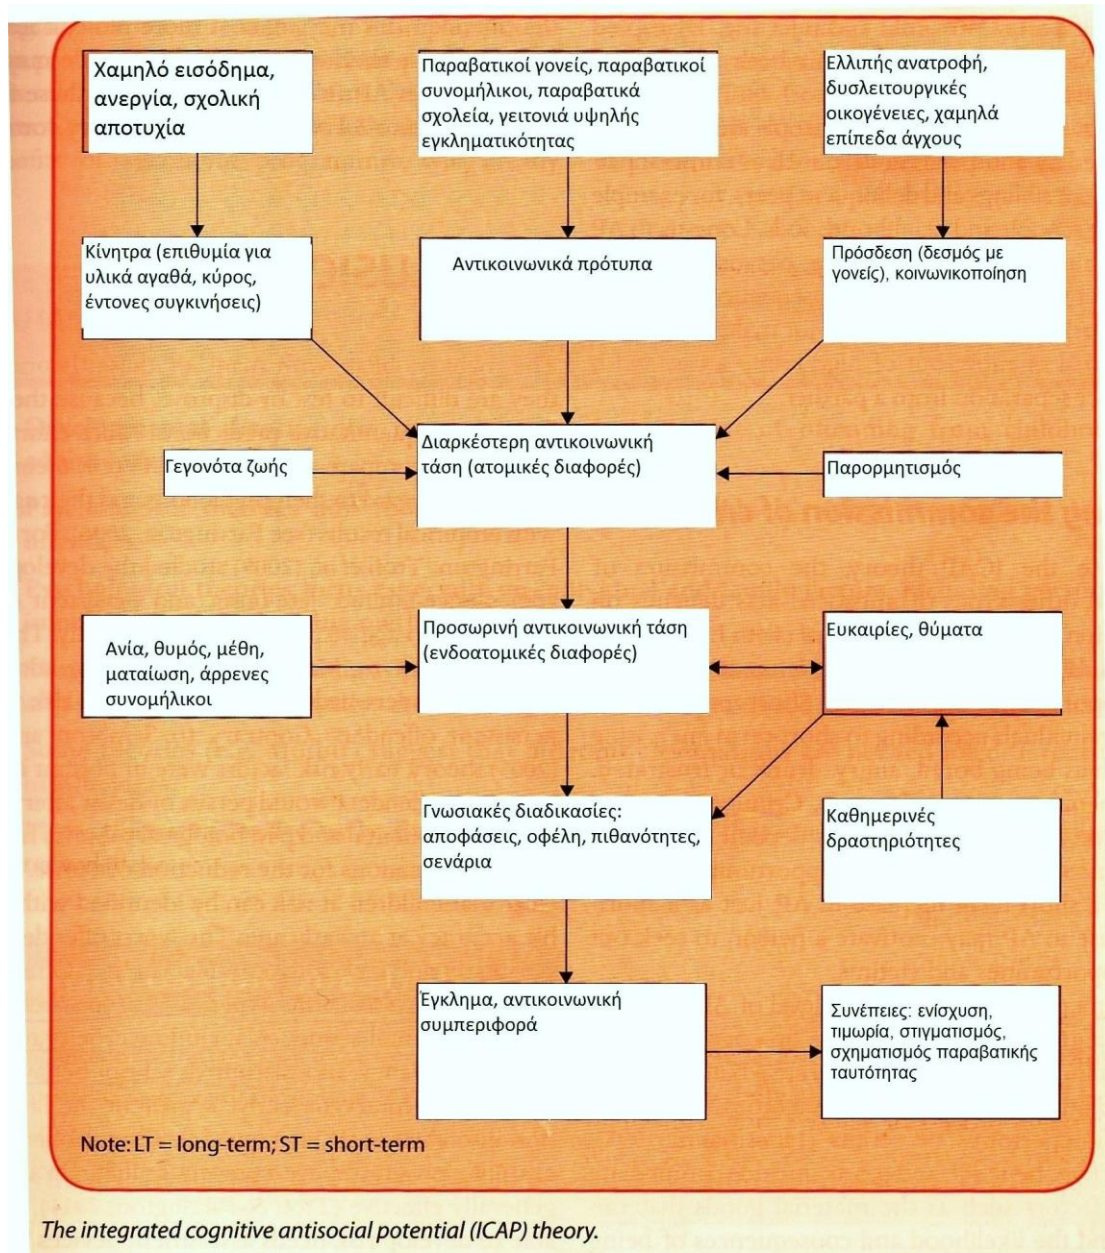 Χαμηλό εισόδημα,
ανεργία, σχολική
αποτυχία
Παραβατικοί γονείς, παραβατικοί
συνομήλικοι, παραβατικά
σχολεία, γειτονιά υψηλής
εγκληματικότητας
Ελλιπής ανατροφή,
δυσλειτουργικές
οικογένειες, χαμηλά
επίπεδα άγχους
Κίνητρα (επιθυμία για
υλικά αγαθά, κύρος,
έντονες συγκινήσεις)
Αντικοινωνικά πρότυπα
Πρόσδεση (δεσμός με
γονείς), κοινωνικοποίηση
Γεγονότα ζωής
Διαρκέστερη αντικοινωνική
τάση (ατομικές διαφορές)
Παρορμητισμός
Ανία, θυμός, μέθη,
ματαίωση, άρρενες
συνομήλικοι
Προσωρινή αντικοινωνική τάση
(ενδοατομικές διαφορές)
Ευκαιρίες, θύματα
Γνωσιακές διαδικασίες:
αποφάσεις, οφέλη, πιθανότητες,
σενάρια
Καθημερινές
δραστηριότητες
Έγκλημα, αντικοινωνική
συμπεριφορά
Συνέπειες: ενίσχυση,
τιμωρία, στιγματισμός,
σχηματισμός παραβατικής
ταυτότητας
Note: LT = long-term; ST = short-term
The integrated cognitive antisocial potential (ICAP) theory.